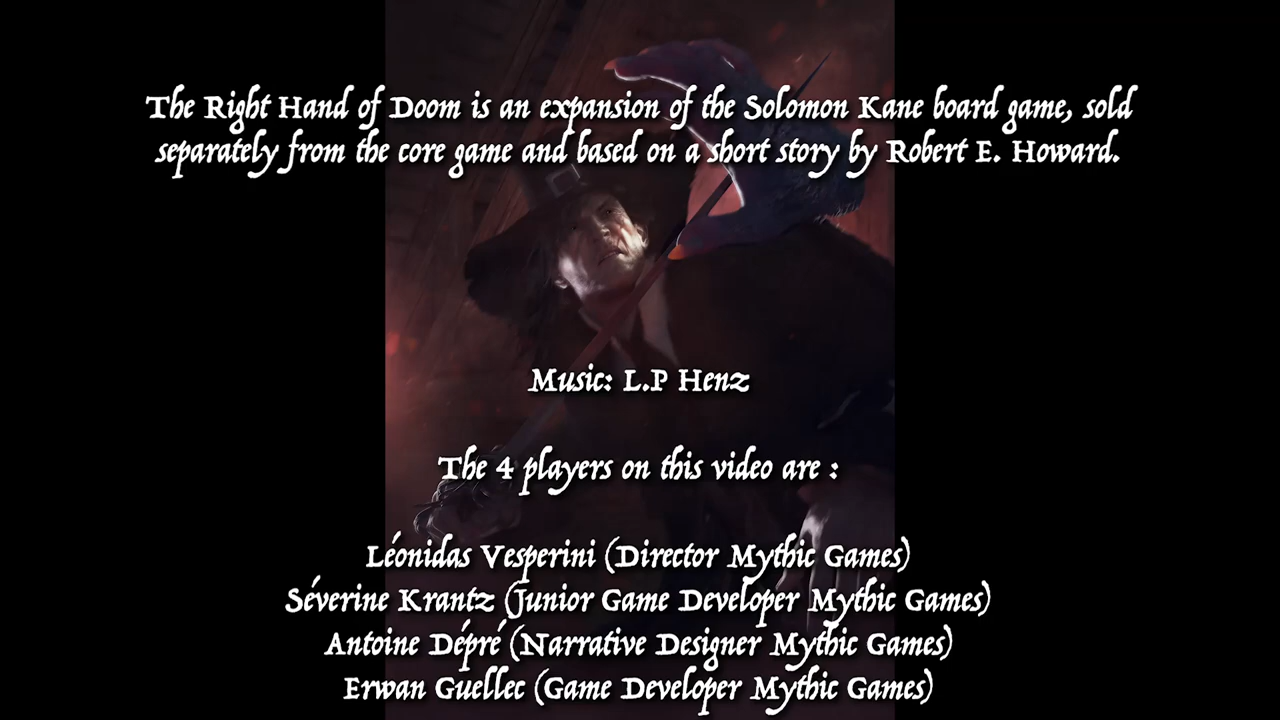 The Right Hand of Doom is an expansion of the Solomon Kane board game, sold
separately from the core game and based on a short story by Robert E. Howard.
Music: L.P Henz
The 4 players on this video are :
Léonidas Vesperini (Director Mythic Games)
Séverine Krantz (Junior Game Developer Mythic Games)
Antoine Dépré (Narrative Designer Mythic Games)
Erwan Guellec (Game Developer Mythic Games)